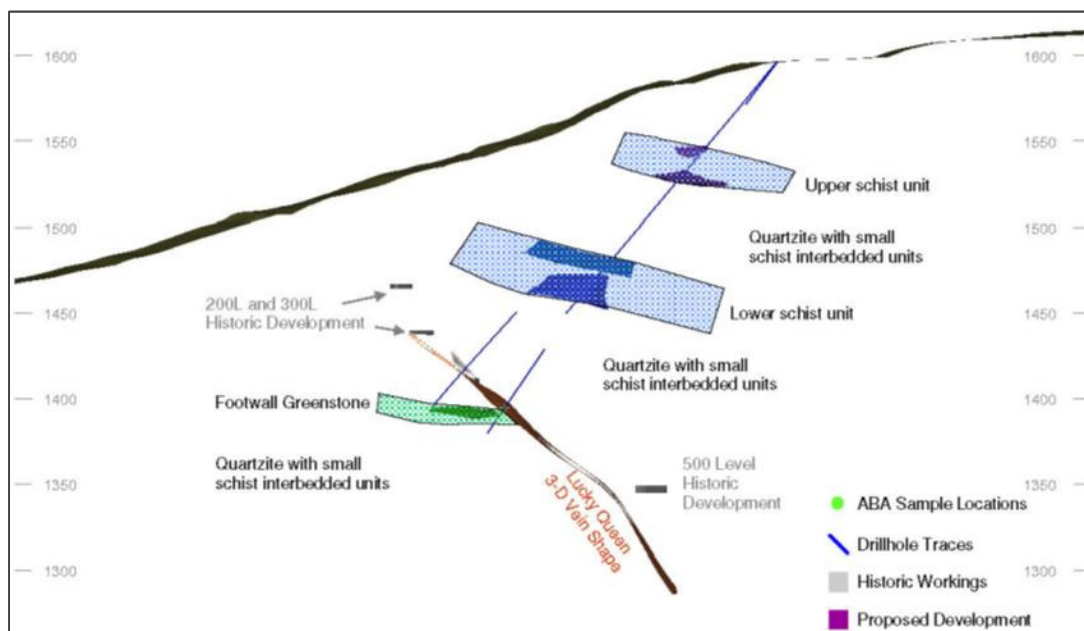 1600
1600
1550
1550
Upper schist unit
1500
Quartzite with small
schist interbedded units
1500
200L and 300L
Historic Development
Lower schist unit
1450
1450
Quartzite with small
schist interbedded units
Footwall Greenstone
1400
1400
Quartzite with small
schist interbedded units
500 Level
Historic
Development
1350
1350
Lucky Queen
3-D Vein Shape
ABA Sample Locations
Drillhole Traces
1300
Historic Workings
1300
Proposed Development